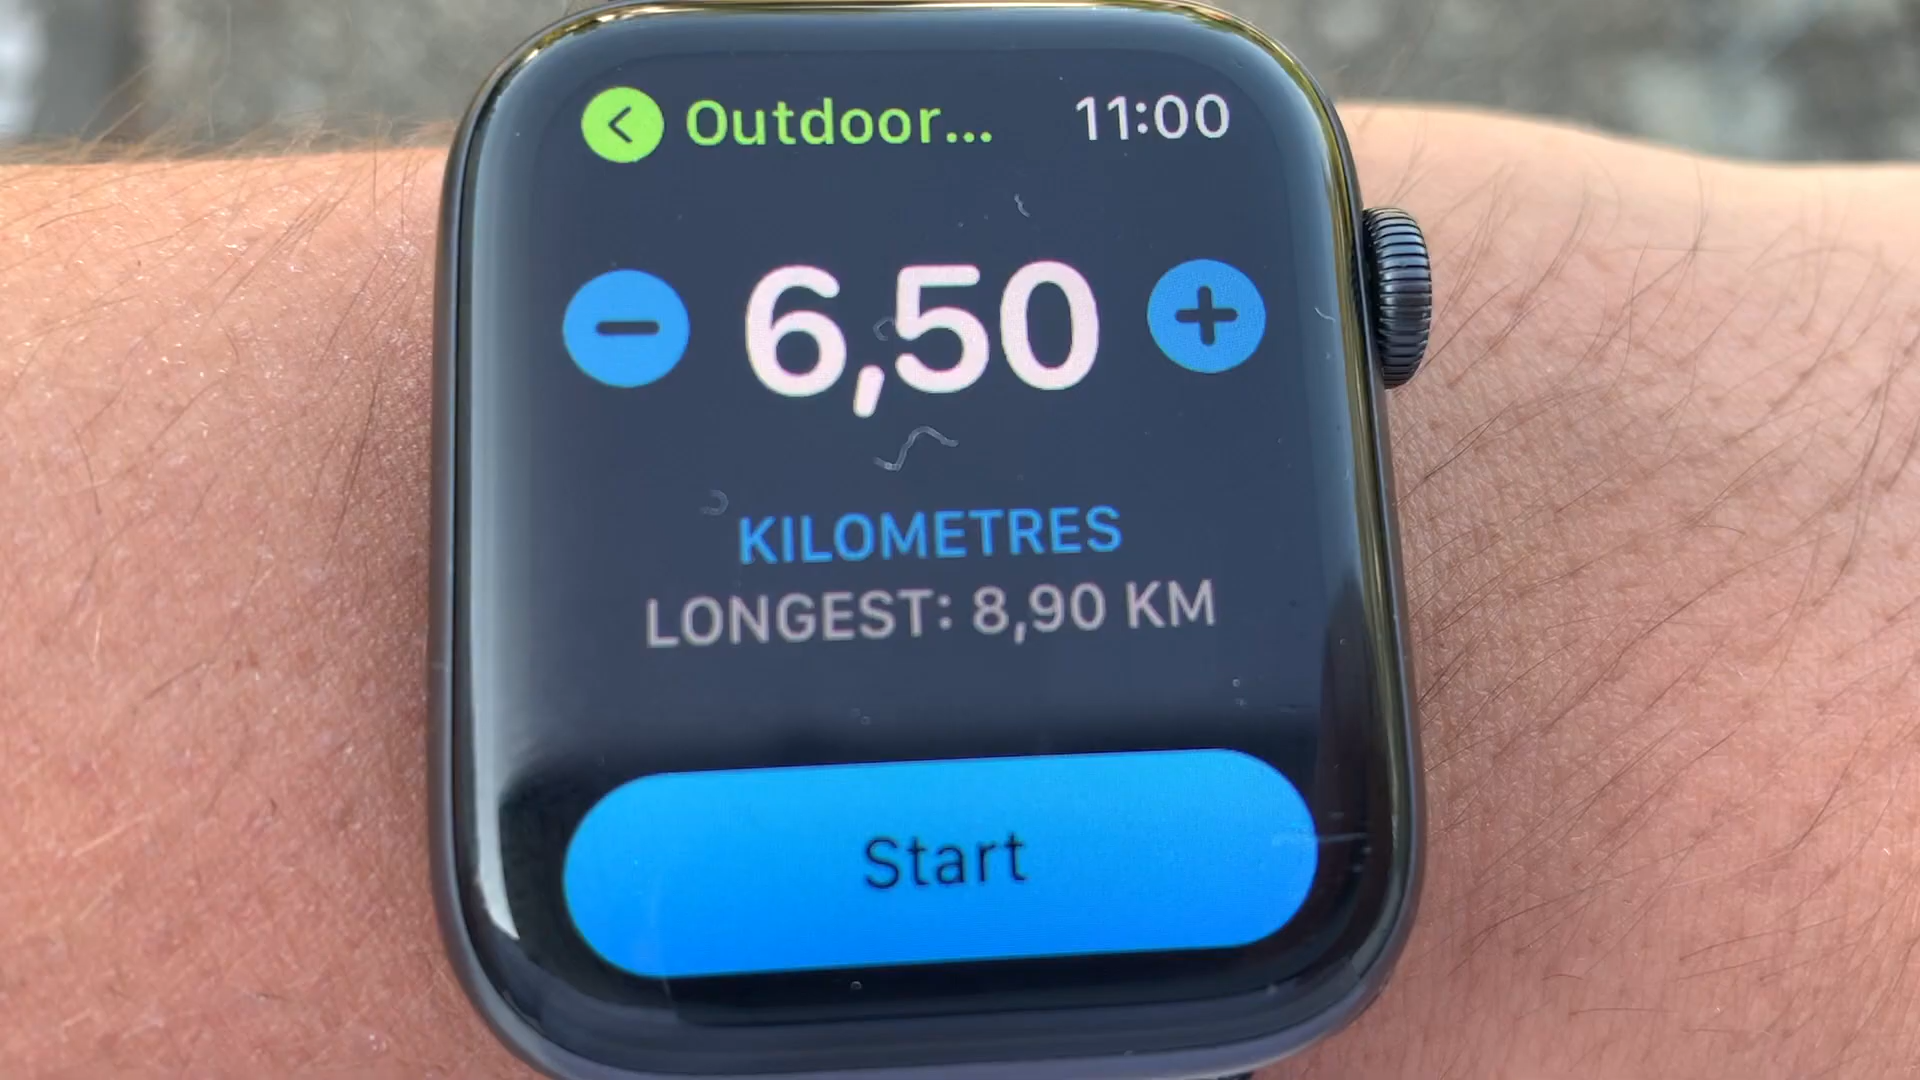 Outdoor... 11:00
6,50
KILOMETRES
LONGEST: 8,90 KM
Start